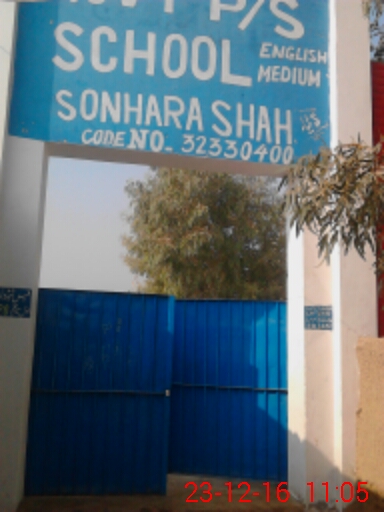 P/S
SCHOOL ENGLISH
MEDIUM
SONHARA SHAH
CODE NO. 32330400
23-12-16 11:05